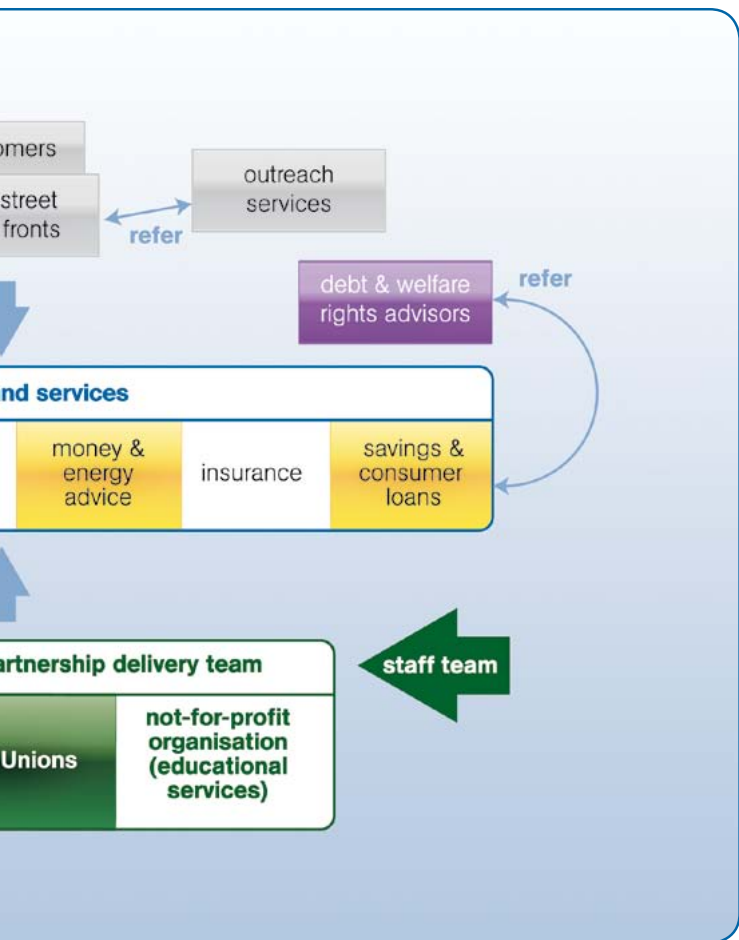 omers
street
fronts
refer
outreach
services
debt & welfare
rights advisors
refer
nd services
money &
energy
advice
insurance
savings &
consumer
loans
artnership delivery team
staff team
Unions
not-for-profit
organisation
(educational
services)